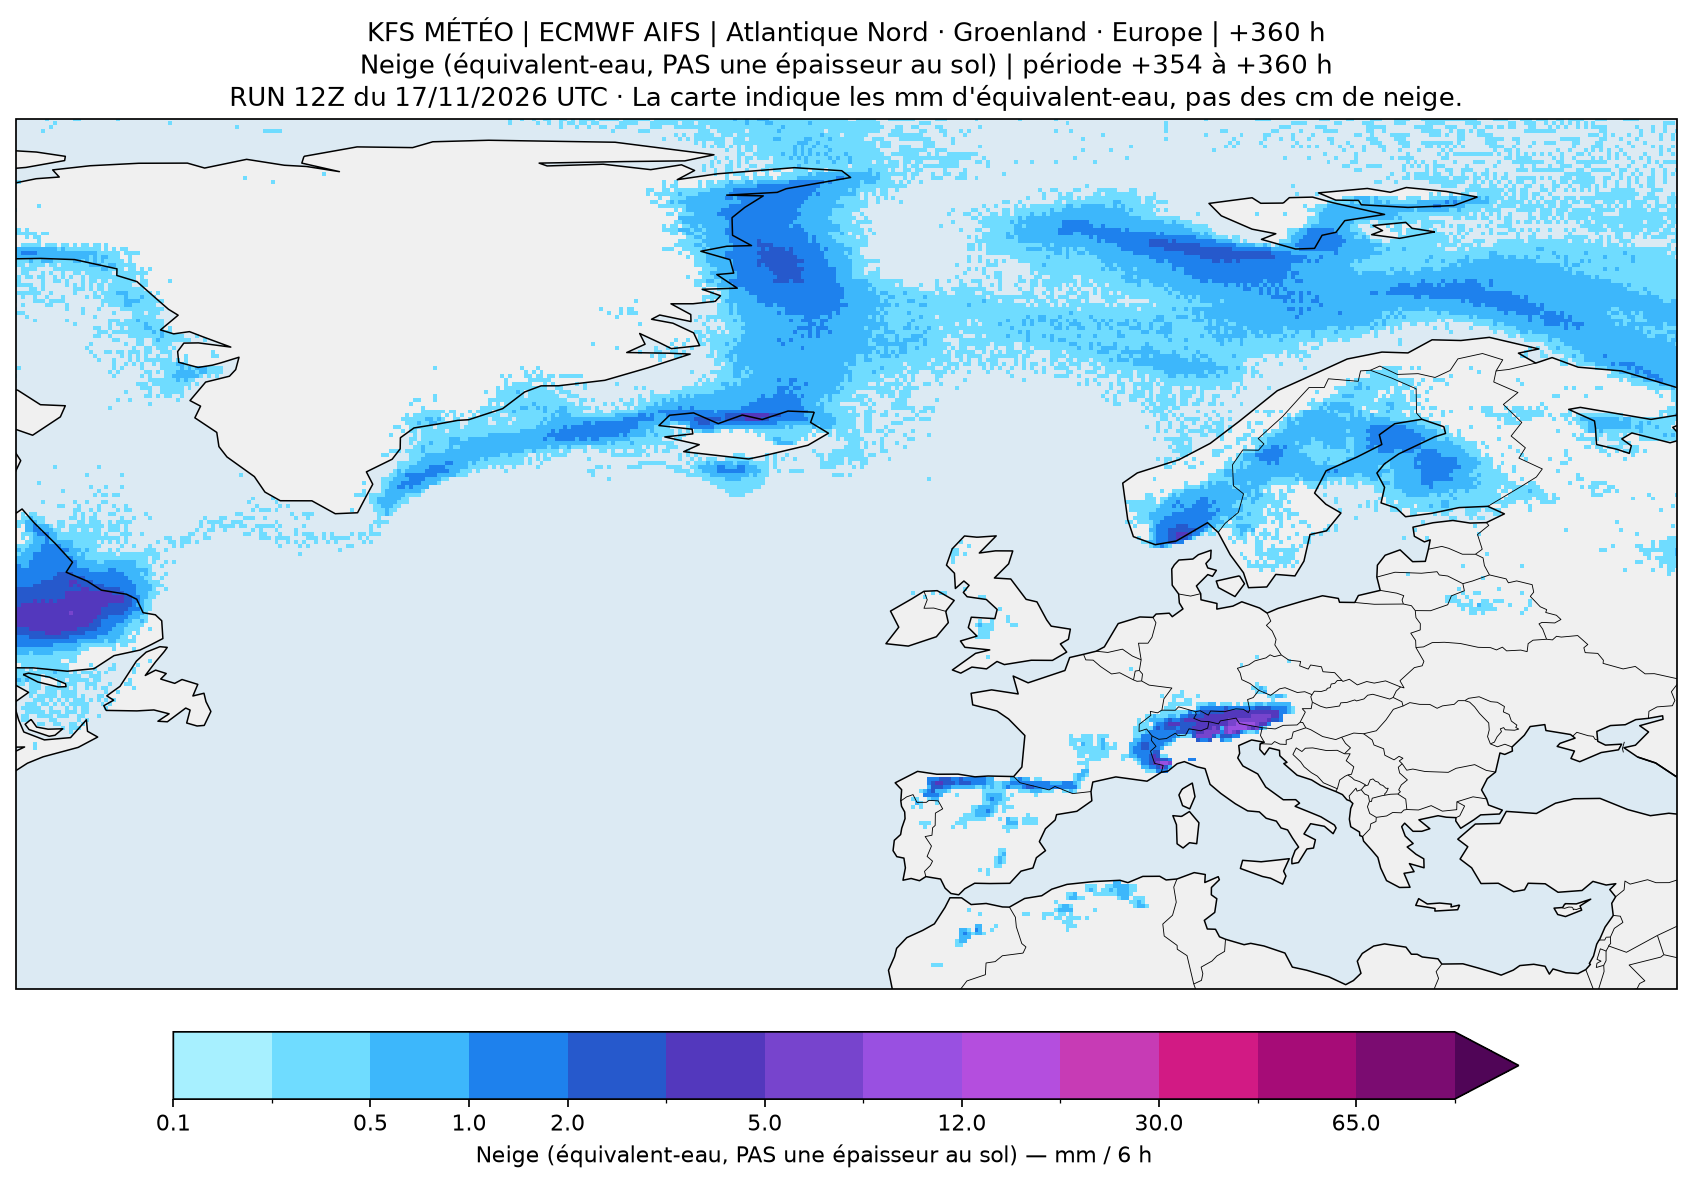 KFS MÉTÉO | ECMWF AIFS | Atlantique Nord · Groenland · Europe | +360 h
Neige (équivalent-eau, PAS une épaisseur au sol) | période +354 à +360 h
RUN 12Z du 17/11/2026 UTC · La carte indique les mm d'équivalent-eau, pas des cm de neige.
0.1 0.5 1.0 2.0 5.0 12.0 30.0 65.0
Neige (équivalent-eau, PAS une épaisseur au sol) — mm / 6 h